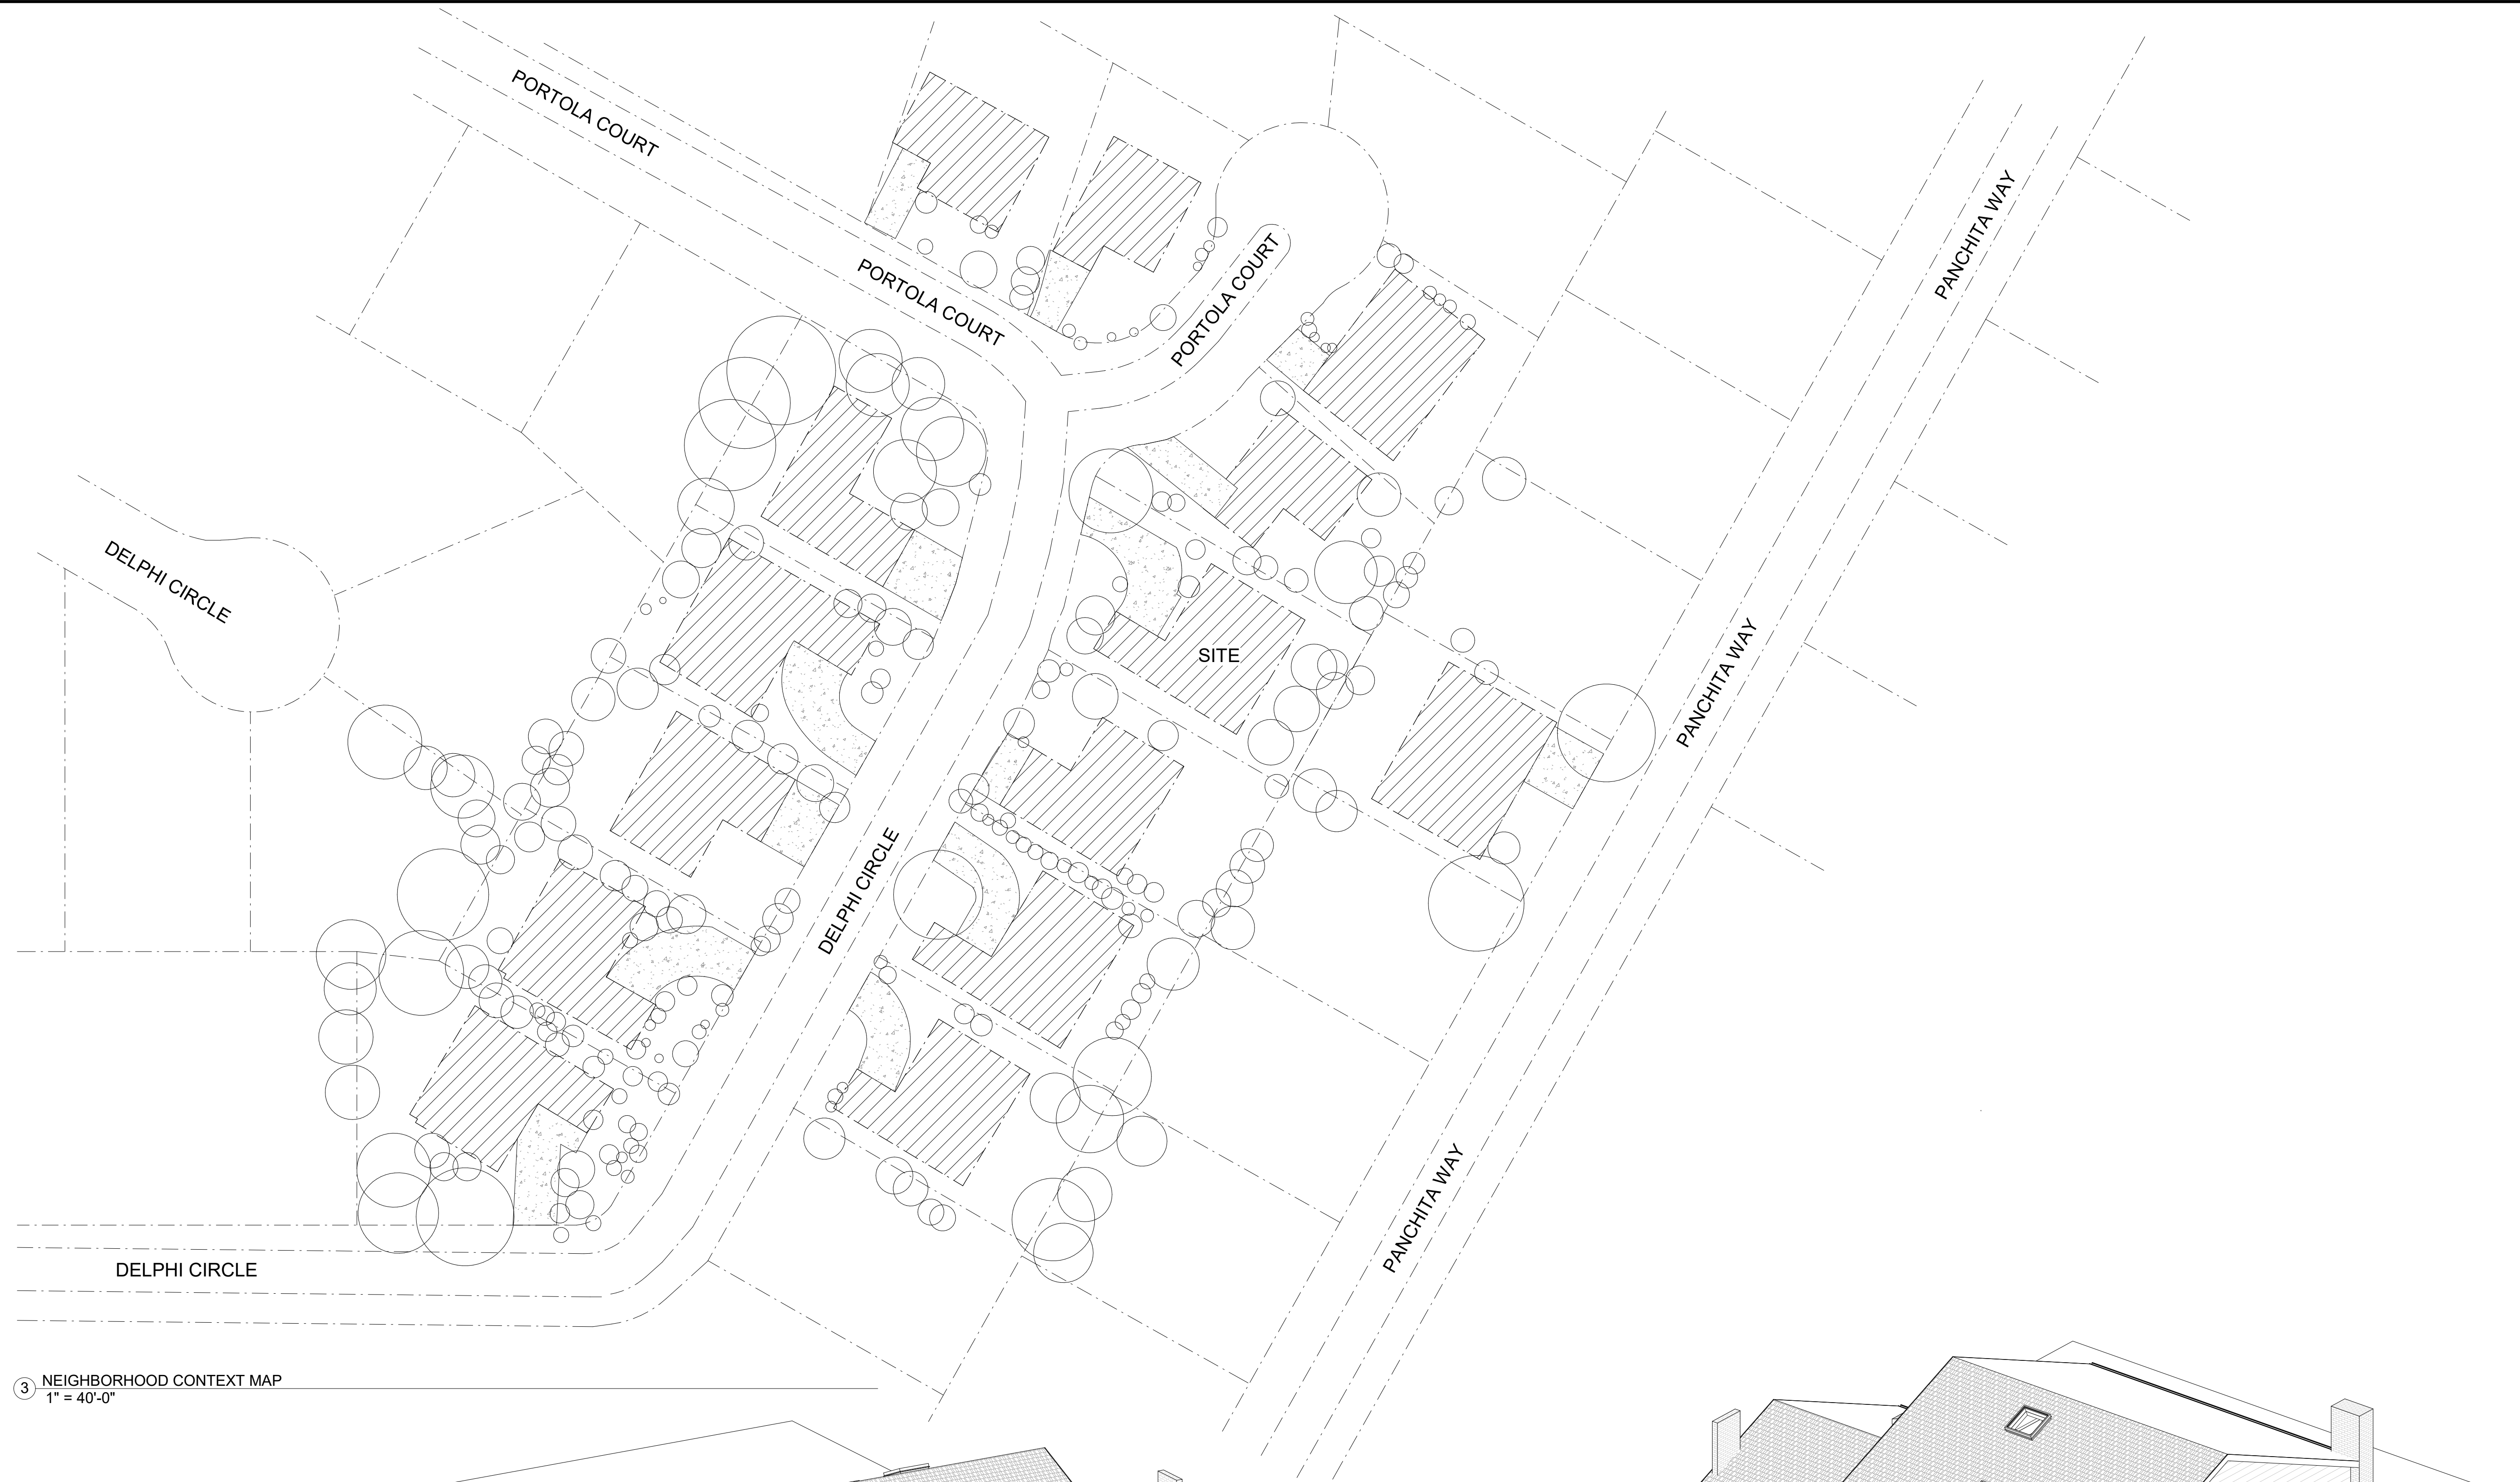 PORTOLA COURT
PANCHITA WAY
PORTOLA COURT
PORTOLA COURT
DELPHI CIRCLE
SITE
PANCHITA WAY
DELPHI CIRCLE
PANCHITA WAY
DELPHI CIRCLE
3 NEIGHBORHOOD CONTEXT MAP
1" = 40'-0"